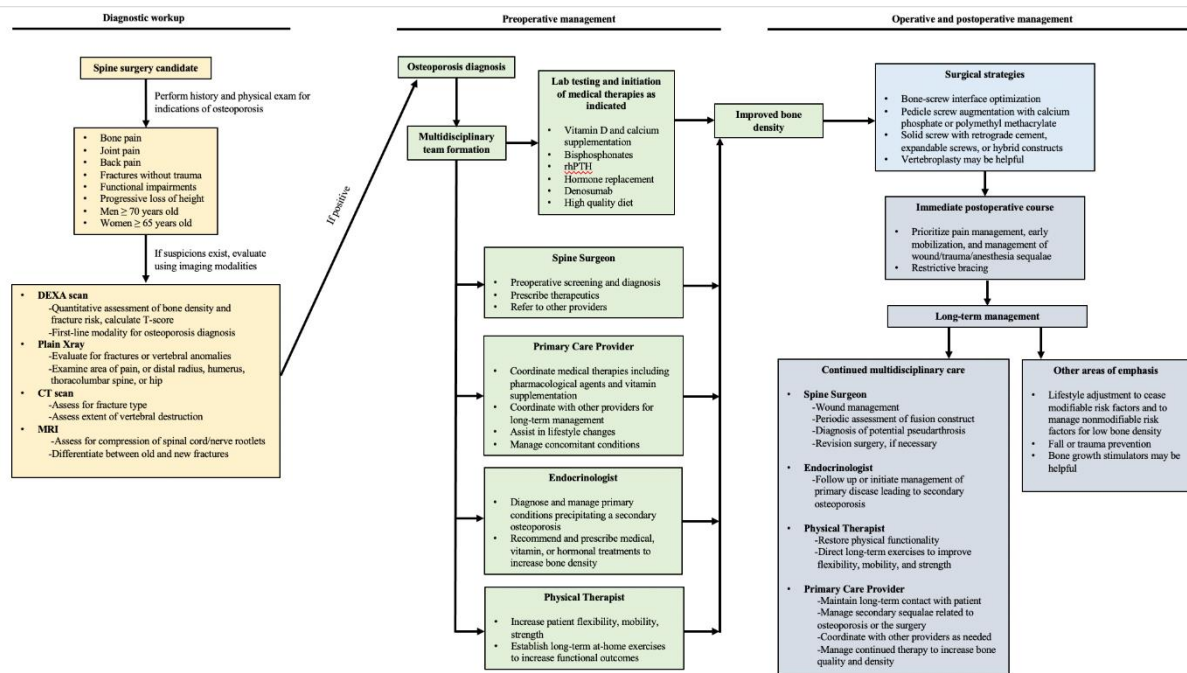 Diagnostic workup
Spine surgery candidate
Perform history and physical exam for
indications of osteoporosis
• Bone pain
• Joint pain
• Back pain
• Fractures without trauma
• Functional impairments
• Progressive loss of height
• Men ≥ 70 years old
• Women ≥ 65 years old
If suspicions exist, evaluate
using imaging modalities
• DEXA scan
-Quantitative assessment of bone density and
fracture risk, calculate T-score
-First-line modality for osteoporosis diagnosis
• Plain Xray
-Evaluate for fractures or vertebral anomalies
-Examine area of pain, or distal radius, humerus,
thoracolumbar spine, or hip
• CT scan
-Assess for fracture type
-Assess extent of vertebral destruction
• MRI
-Assess for compression of spinal cord/nerve rootlets
-Differentiate between old and new fractures
If positive
Preoperative management
Osteoporosis diagnosis
Multidisciplinary
team formation
Lab testing and initiation
of medical therapies as
indicated
• Vitamin D and calcium
supplementation
• Bisphosphonates
• rhPTH
• Hormone replacement
• Denosumab
• High quality diet
Improved bone
density
Spine Surgeon
• Preoperative screening and diagnosis
• Prescribe therapeutics
• Refer to other providers
Primary Care Provider
• Coordinate medical therapies including
pharmacological agents and vitamin
supplementation
• Coordinate with other providers for
long-term management
• Assist in lifestyle changes
• Manage concomitant conditions
Endocrinologist
• Diagnose and manage primary
conditions precipitating a secondary
osteoporosis
• Recommend and prescribe medical,
vitamin, or hormonal treatments to
increase bone density
Physical Therapist
• Increase patient flexibility, mobility,
strength
• Establish long-term at-home exercises
to increase functional outcomes
Operative and postoperative management
Surgical strategies
• Bone-screw interface optimization
• Pedicle screw augmentation with calcium
phosphate or polymethyl methacrylate
• Solid screw with retrograde cement,
expandable screws, or hybrid constructs
• Vertebroplasty may be helpful
Immediate postoperative course
• Prioritize pain management, early
mobilization, and management of
wound/trauma/anesthesia sequalae
• Restrictive bracing
Long-term management
Continued multidisciplinary care
Spine Surgeon
-Wound management
-Periodic assessment of fusion construct
-Diagnosis of potential pseudarthrosis
-Revision surgery, if necessary
Endocrinologist
-Follow up or initiate management of
primary disease leading to secondary
osteoporosis
Physical Therapist
-Restore physical functionality
-Direct long-term exercises to improve
flexibility, mobility, and strength
Primary Care Provider
-Maintain long-term contact with patient
-Manage secondary sequalae related to
osteoporosis or the surgery
-Coordinate with other providers as needed
-Manage continued therapy to increase bone
quality and density
Other areas of emphasis
• Lifestyle adjustment to cease
modifiable risk factors and to
manage nonmodifiable risk
factors for low bone density
• Fall or trauma prevention
• Bone growth stimulators may be
helpful